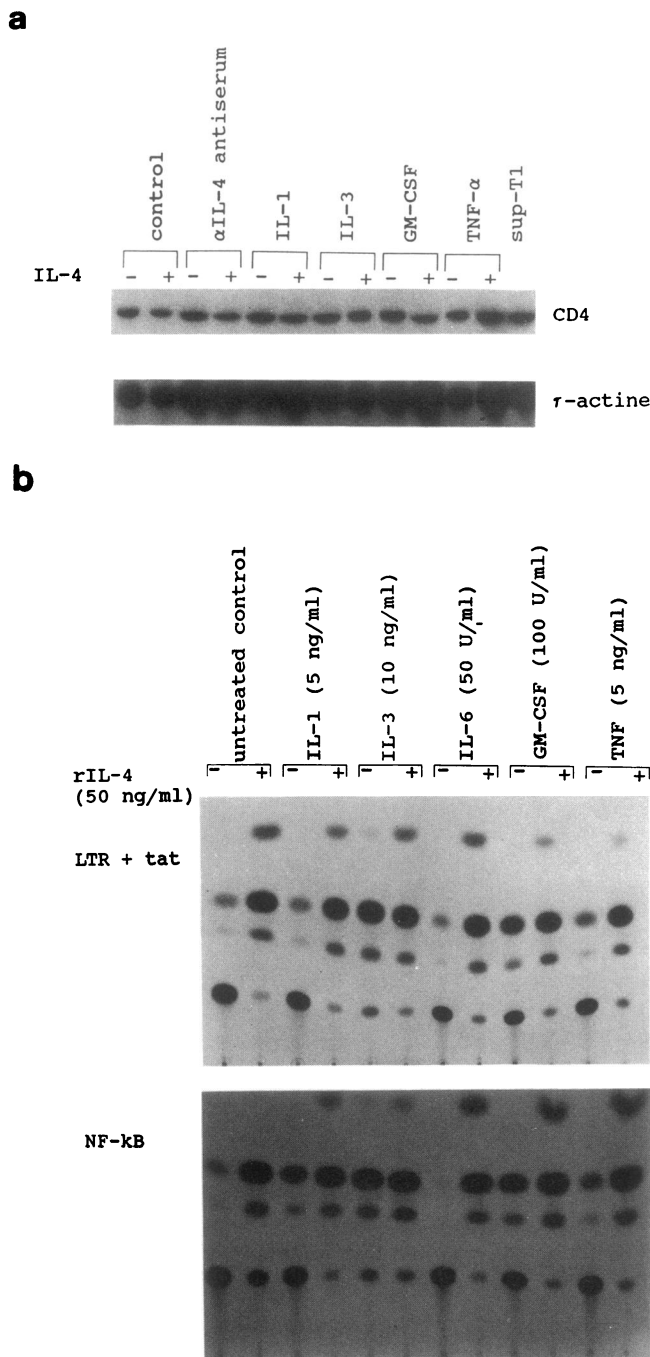 a
control
αIL-4 antiserum
IL-1
IL-3
GM-CSF
TNF-α
sup-T1
IL-4 - + - + - + - + - + - +
CD4
τ-actine
b
untreated control
IL-1 (5 ng/ml)
IL-3 (10 ng/ml)
IL-6 (50 U/ml)
GM-CSF (100 U/ml)
TNF (5 ng/ml)
rIL-4 - + - + - + - + - + - +
(50 ng/ml)
LTR + tat
NF-kB